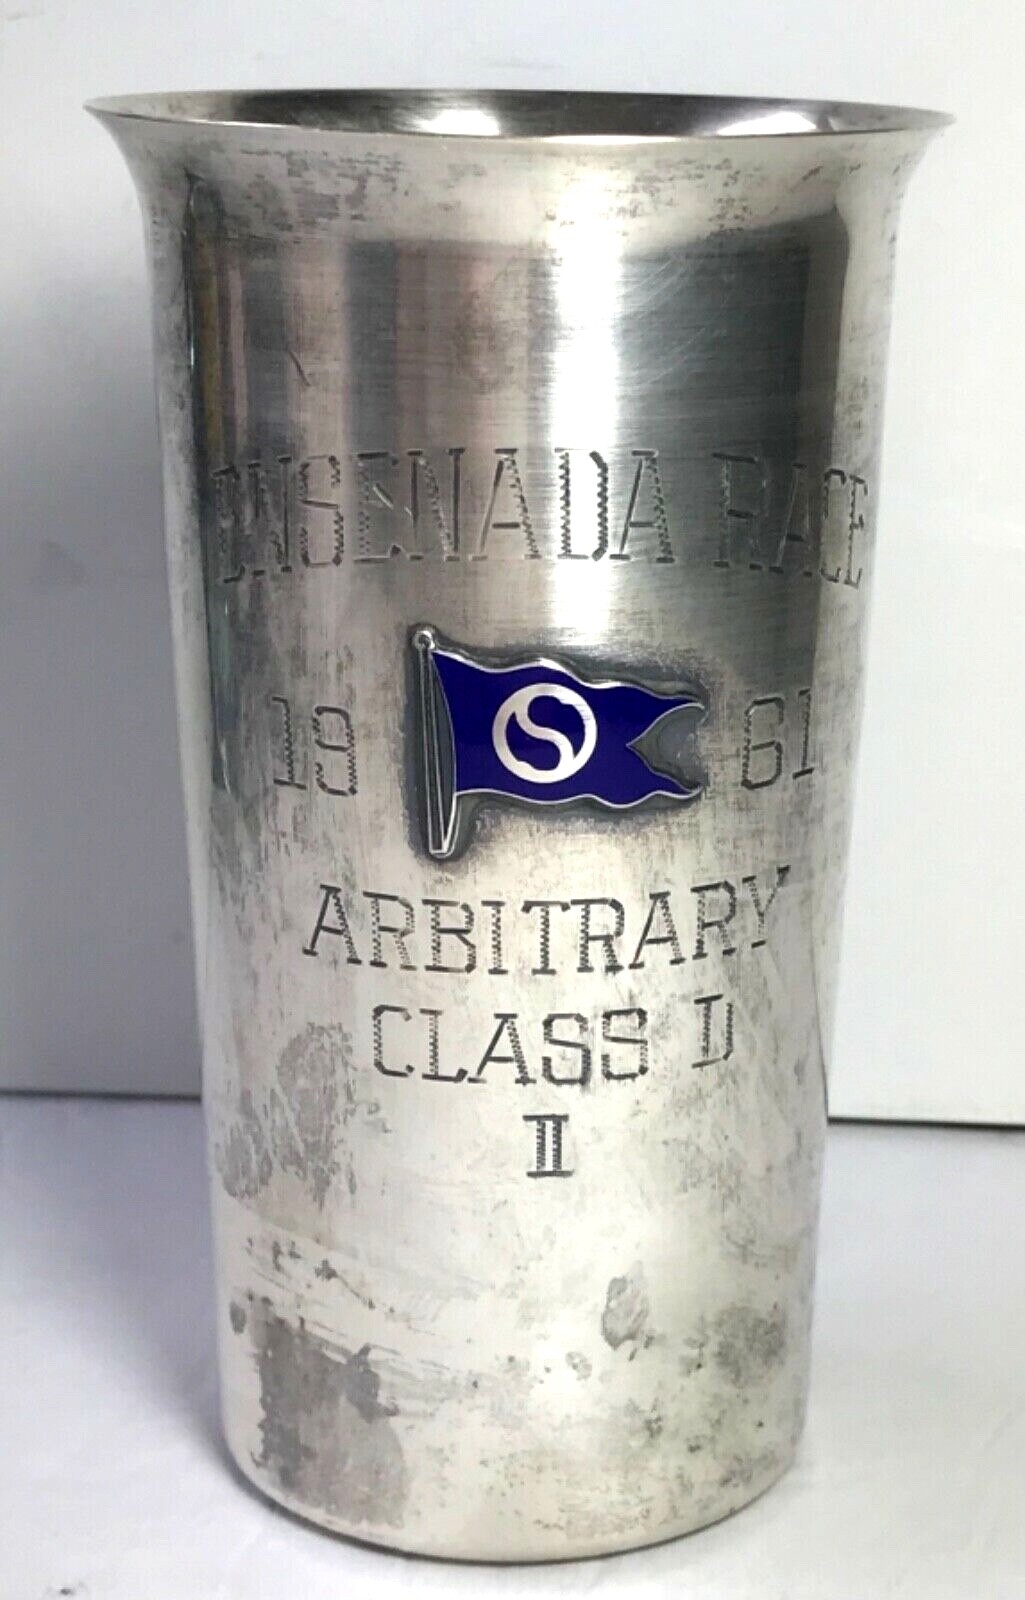 ENSENADA RACE
19 S 61
ARBITRARY
CLASS D
II